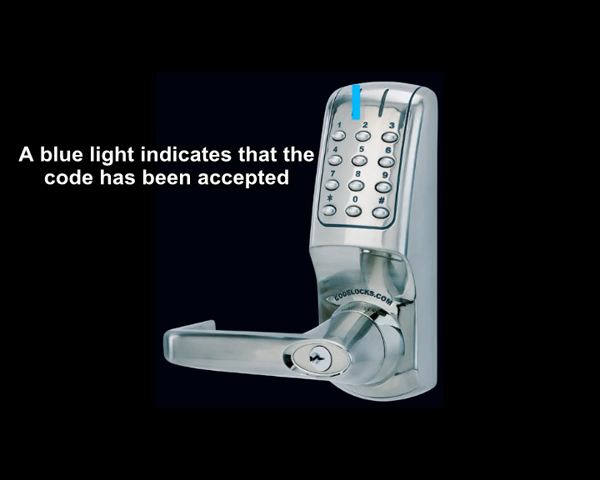 A blue light indicates that the
code has been accepted
1 2 3
4 5 6
7 8 9
* 0 #
CODELOCKS.COM